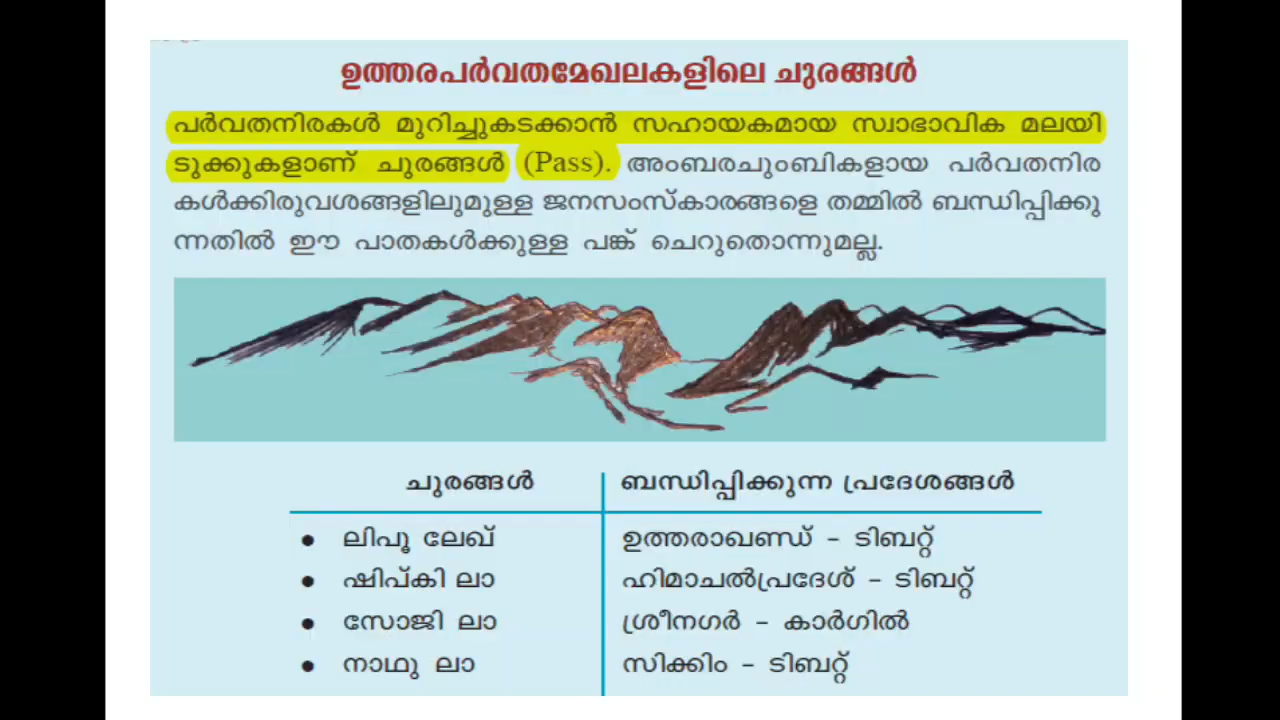 ഉത്തരപർവതമേഖലകളിലെ ചുരങ്ങൾ
പർവതനിരകൾ മുറിച്ചുകടക്കാൻ സഹായകമായ സ്വാഭാവിക മലയി
ടുക്കുകളാണ് ചുരങ്ങൾ (Pass). അംബരചുംബികളായ പർവതനിര
കൾക്കിരുവശങ്ങളിലുമുള്ള ജനസംസ്കാരങ്ങളെ തമ്മിൽ ബന്ധിപ്പിക്കു
ന്നതിൽ ഈ പാതകൾക്കുള്ള പങ്ക് ചെറുതൊന്നുമല്ല.
ചുരങ്ങൾ ബന്ധിപ്പിക്കുന്ന പ്രദേശങ്ങൾ
• ലിപൂ ലേഖ് ഉത്തരാഖണ്ഡ് – ടിബറ്റ്
• ഷിപ്കി ലാ ഹിമാചൽപ്രദേശ് – ടിബറ്റ്
• സോജി ലാ ശ്രീനഗർ – കാർഗിൽ
• നാഥു ലാ സിക്കിം – ടിബറ്റ്